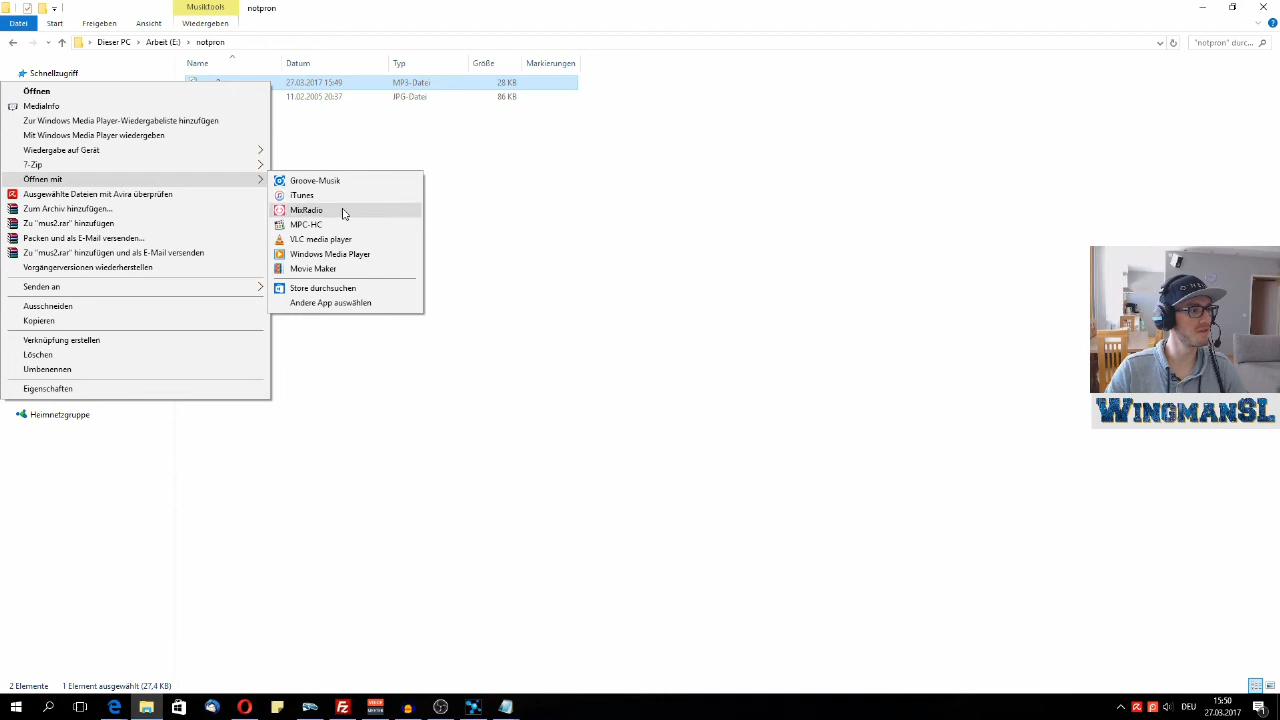 Musiktools
notpron
Datei Start Freigeben Ansicht Wiedergeben
Dieser PC Arbeit (E:) notpron
"notpron" durc...
Name Datum Typ Größe Markierungen
Schnellzugriff
27.03.2017 15:49 MP3-Datei 28 KB
11.02.2005 20:37 JPG-Datei 86 KB
Öffnen
MediaInfo
Zur Windows Media Player-Wiedergabeliste hinzufügen
Mit Windows Media Player wiedergeben
Wiedergabe auf Gerät
7-Zip
Öffnen mit
Ausgewählte Dateien mit Avira überprüfen
Zum Archiv hinzufügen...
Zu "mus2.rar" hinzufügen
Packen und als E-Mail versenden...
Zu "mus2.rar" hinzufügen und als E-Mail versenden
Vorgängerversionen wiederherstellen
Senden an
Ausschneiden
Kopieren
Verknüpfung erstellen
Löschen
Umbenennen
Eigenschaften
Groove-Musik
iTunes
MixRadio
MPC-HC
VLC media player
Windows Media Player
Movie Maker
Store durchsuchen
Andere App auswählen
Heimnetzgruppe
WINGMANSL
2 Elemente 1 Element ausgewählt (27,4 KB)
DEU
15:50
27.03.2017